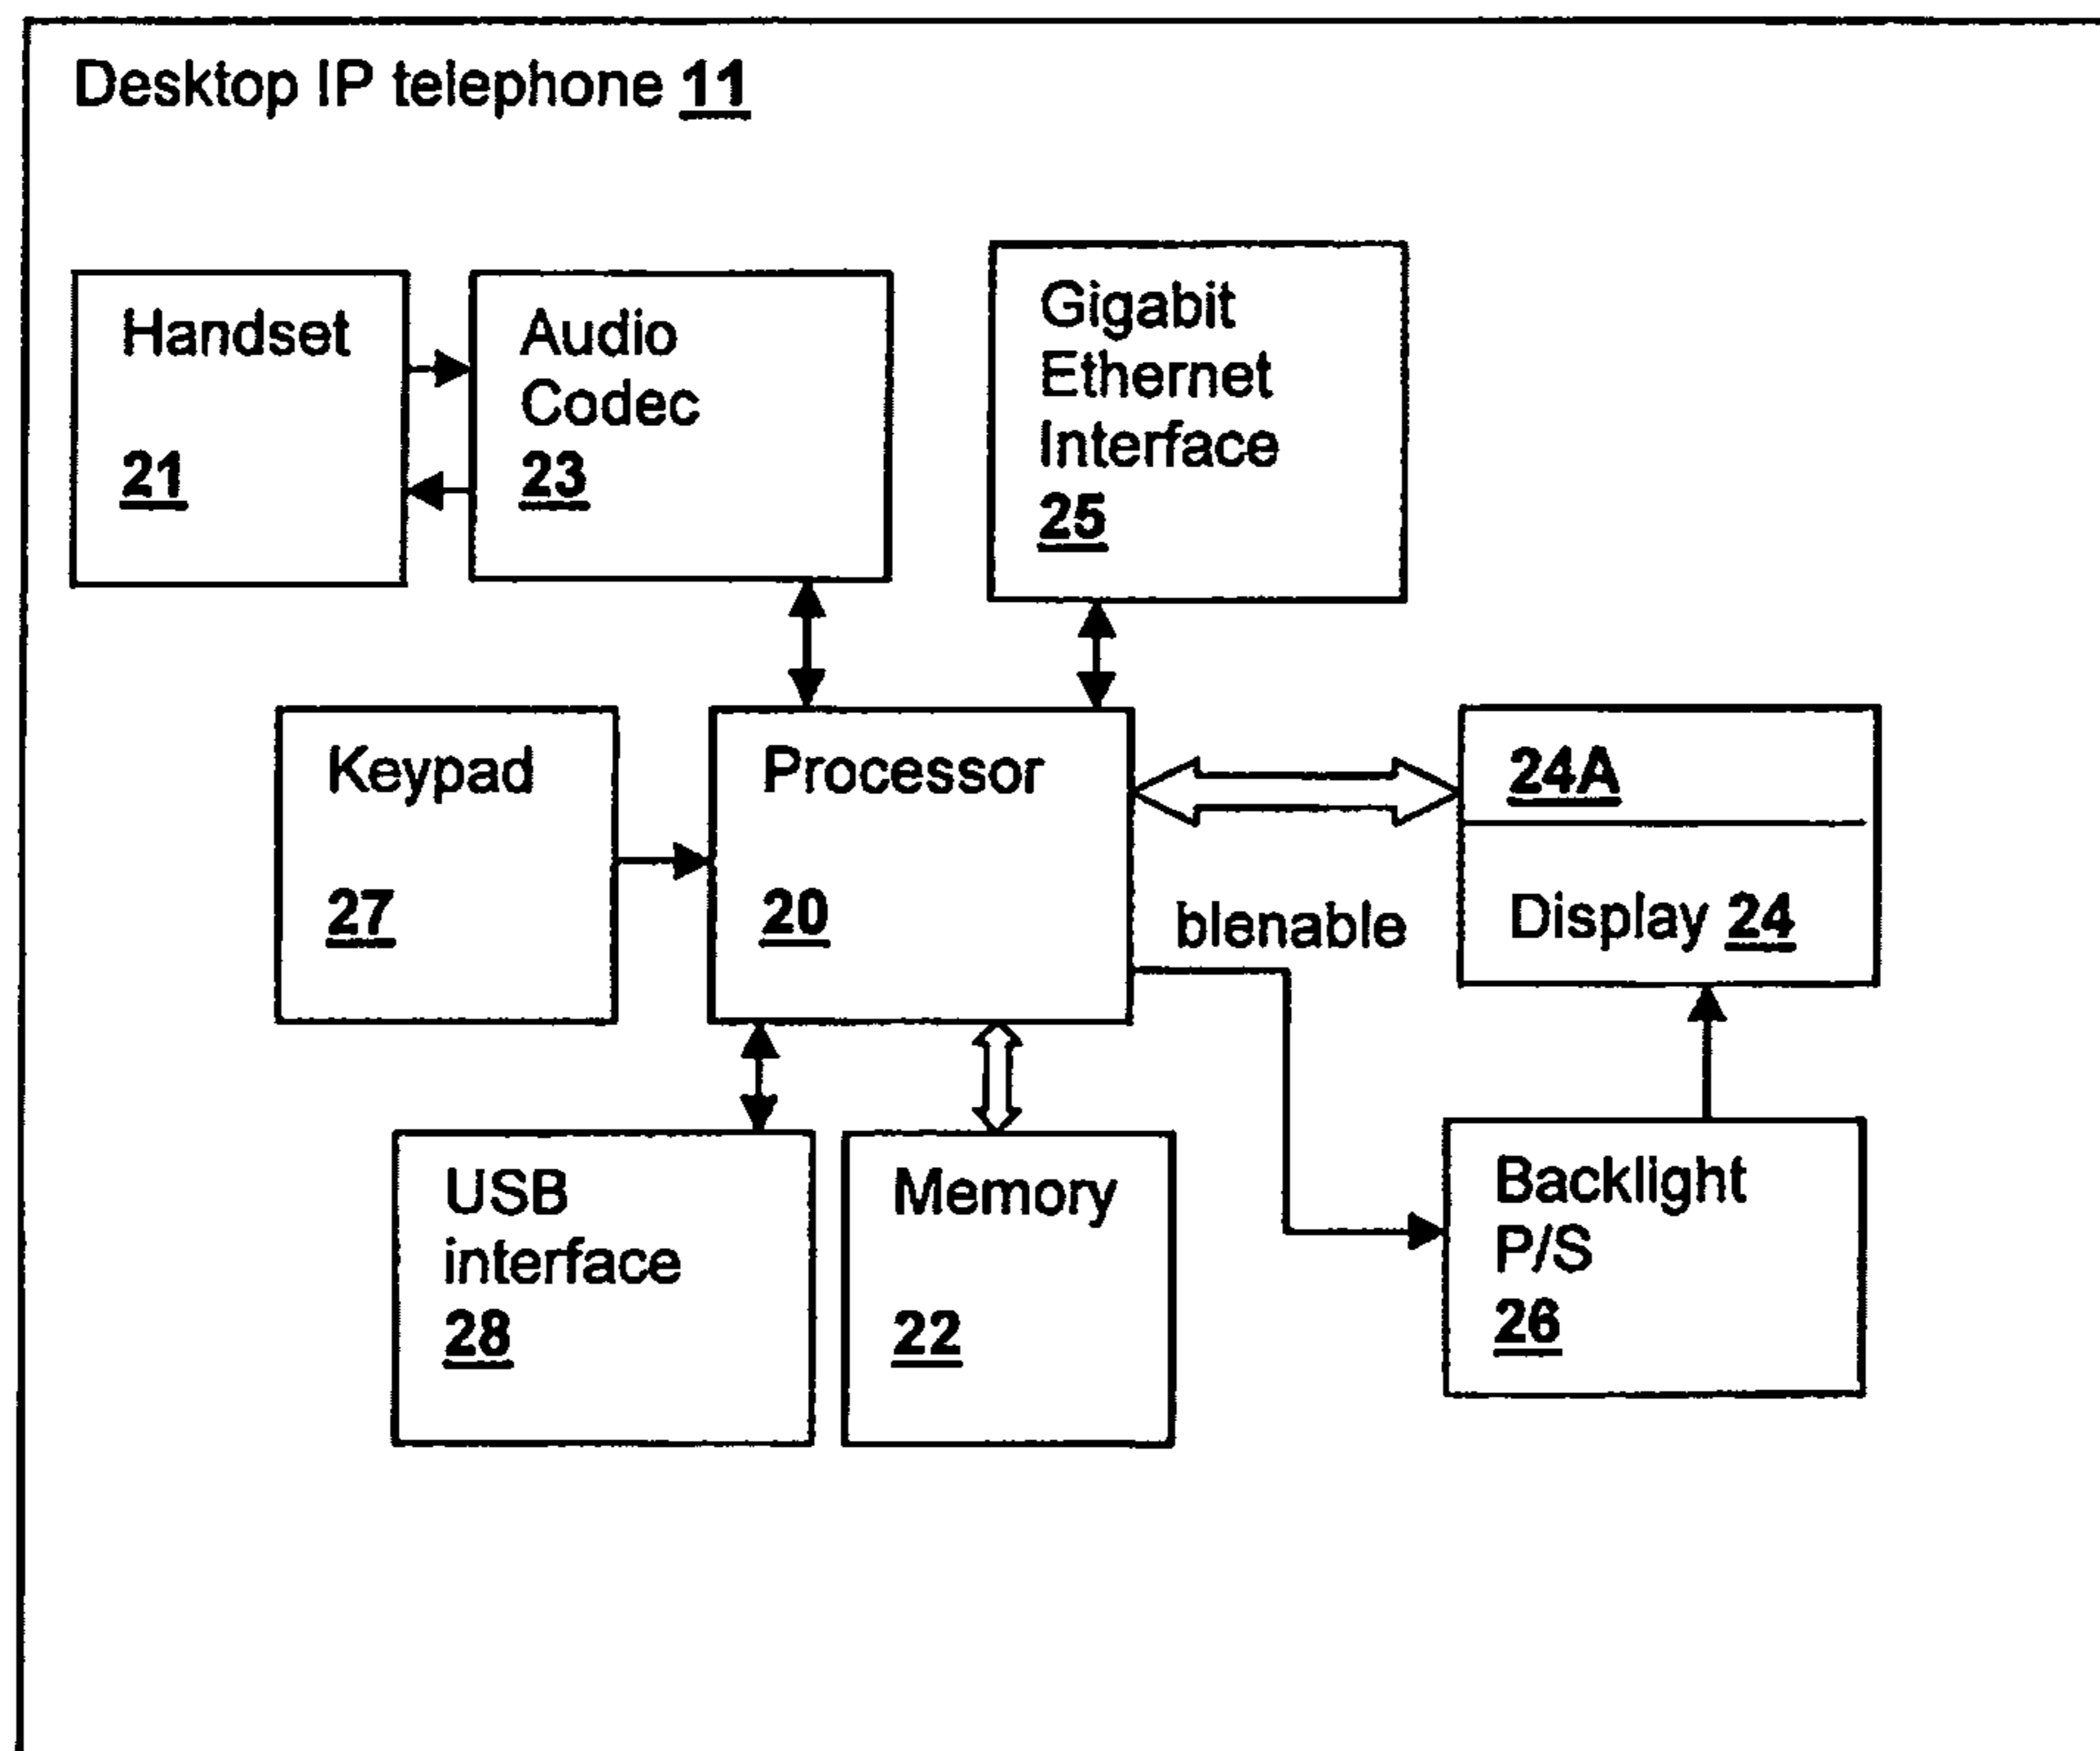 Desktop IP telephone 11
Handset
21
Audio
Codec
23
Gigabit
Ethernet
Interface
25
Keypad
27
Processor
20
24A
Display 24
blenable
USB
interface
28
Memory
22
Backlight
P/S
26